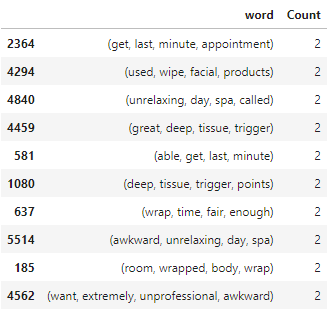 word Count
2364 (get, last, minute, appointment) 2
4294 (used, wipe, facial, products) 2
4840 (unrelaxing, day, spa, called) 2
4459 (great, deep, tissue, trigger) 2
581 (able, get, last, minute) 2
1080 (deep, tissue, trigger, points) 2
637 (wrap, time, fair, enough) 2
5514 (awkward, unrelaxing, day, spa) 2
185 (room, wrapped, body, wrap) 2
4562 (want, extremely, unprofessional, awkward) 2